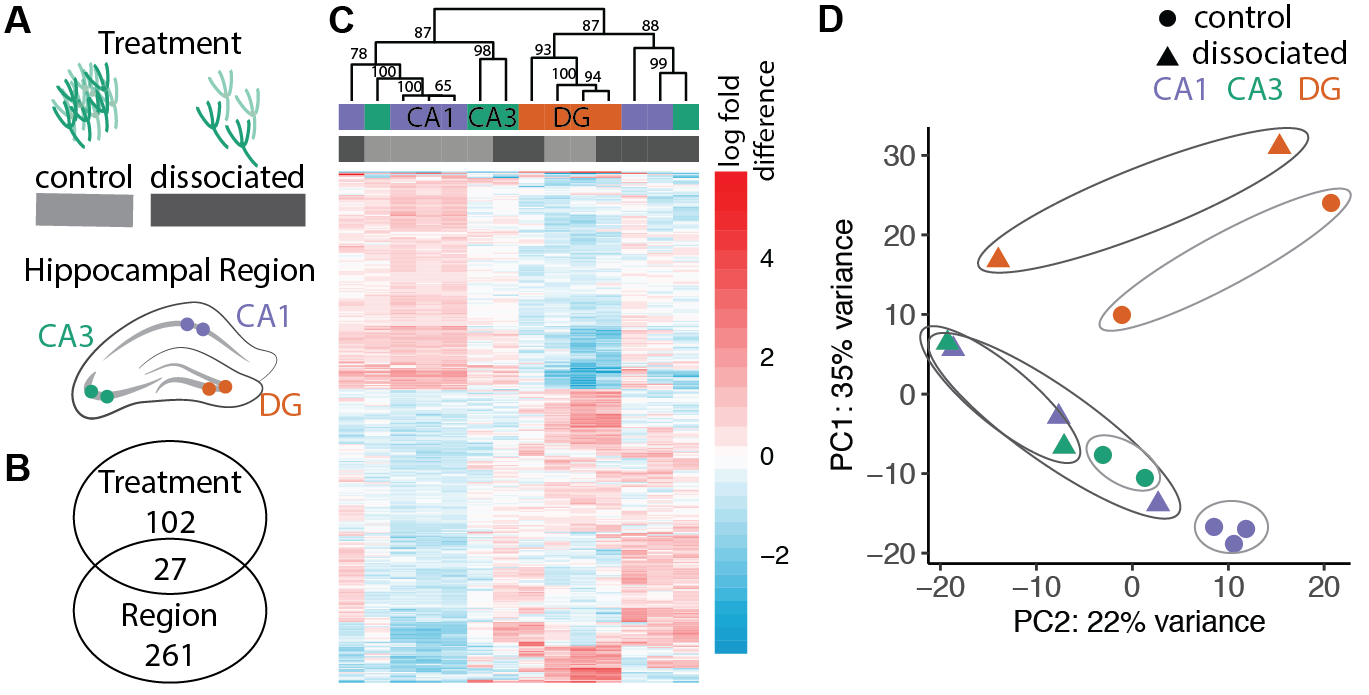 A
Treatment
control dissociated
Hippocampal Region
CA3
CA1
DG
B
Treatment
102
27
Region
261
C
87
87
88
78
98
93
99
100
100
65
100
94
CA1 CA3 DG
log fold
difference
4
2
0
−2
D
control
dissociated
CA1 CA3 DG
PC1: 35% variance
30
20
10
0
−10
−20
−20 −10 0 10 20
PC2: 22% variance